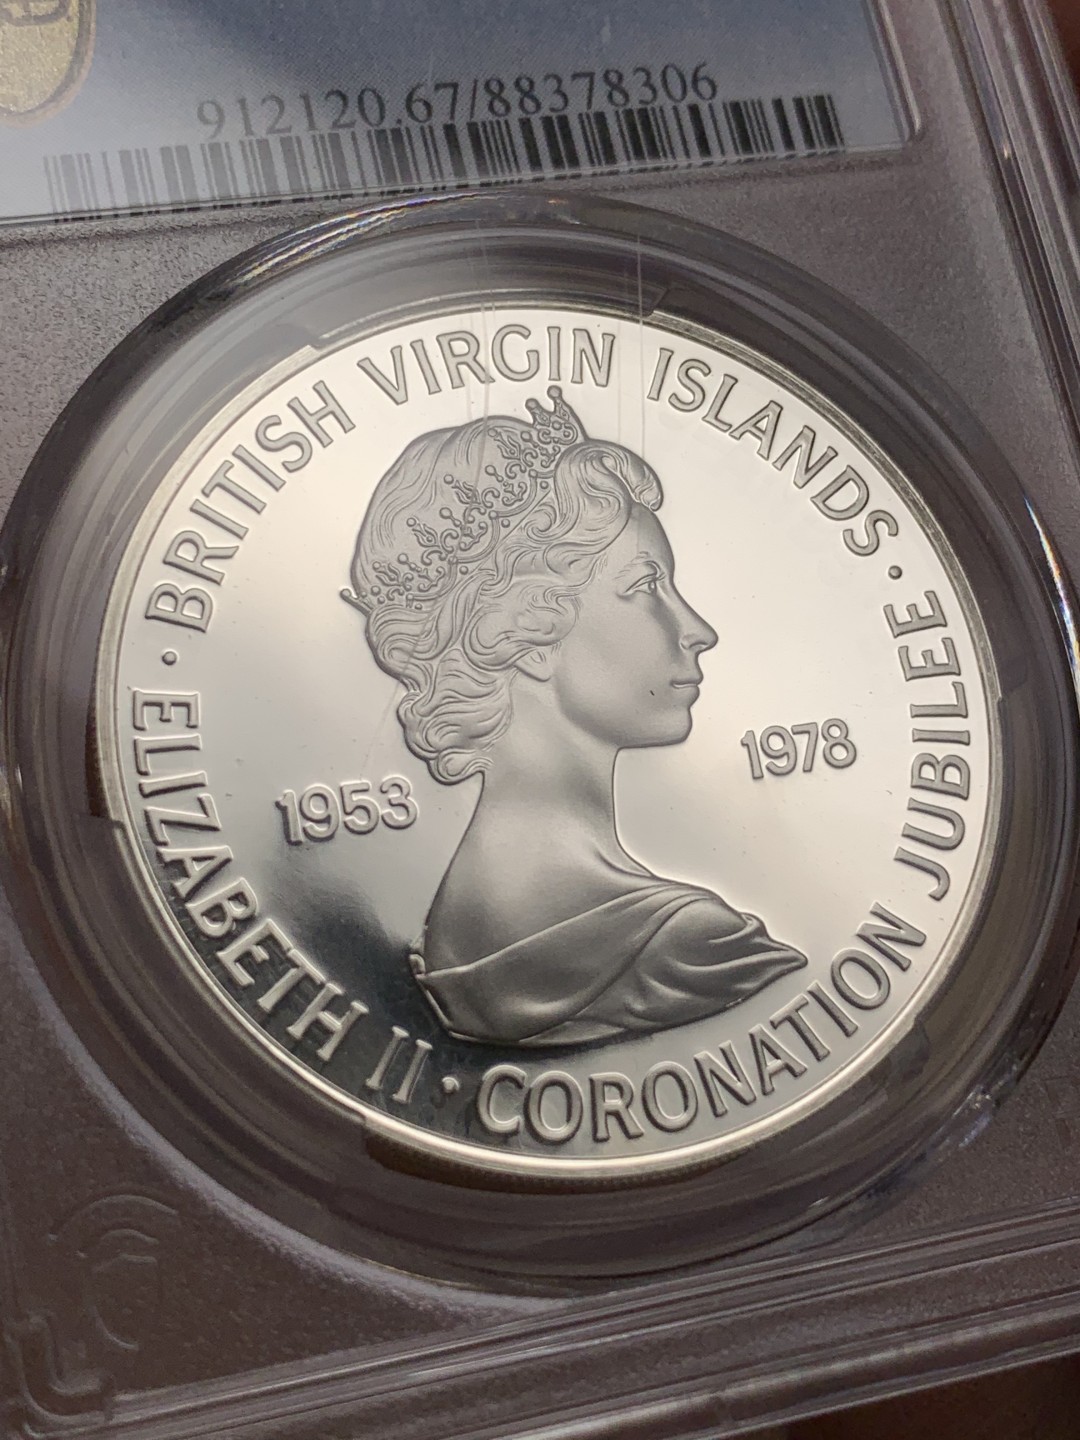 912120.67/88378306
BRITISH VIRGIN ISLANDS · JUBILEE
1953
1978
ELIZABETH II · CORONATION